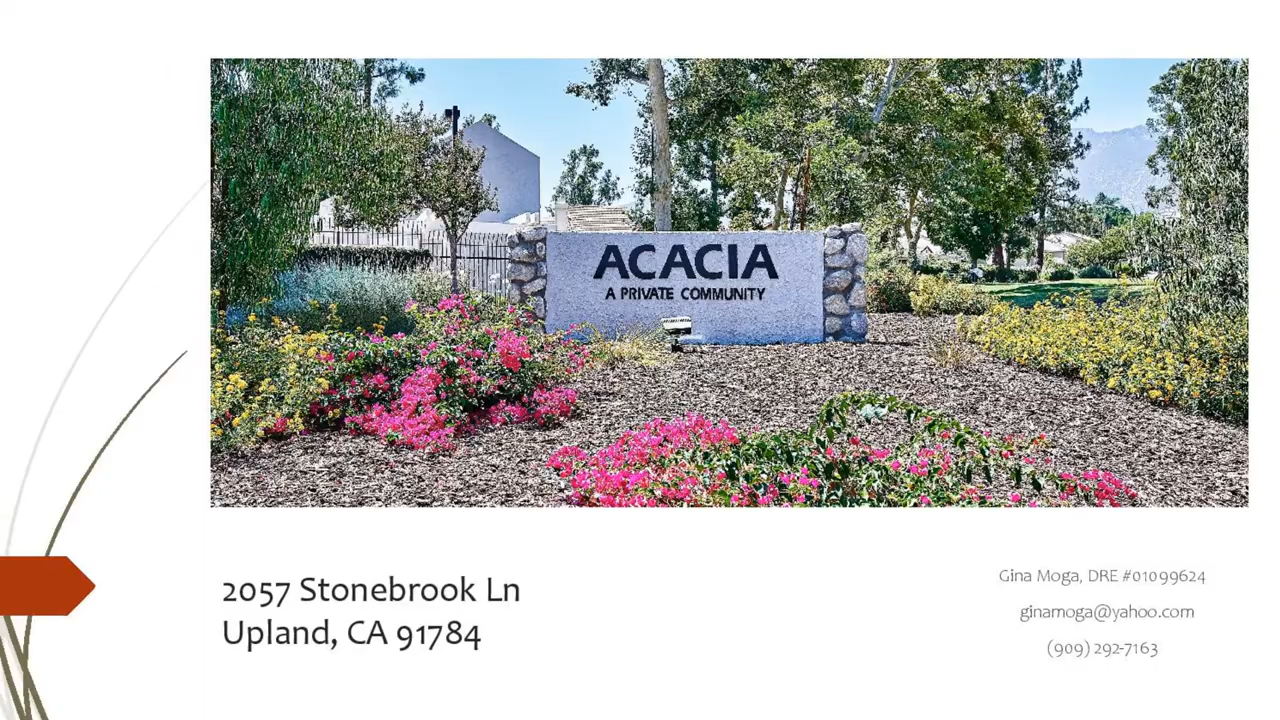 ACACIA
A PRIVATE COMMUNITY
2057 Stonebrook Ln
Upland, CA 91784
Gina Moga, DRE #01099624
ginamoga@yahoo.com
(909) 292-7163